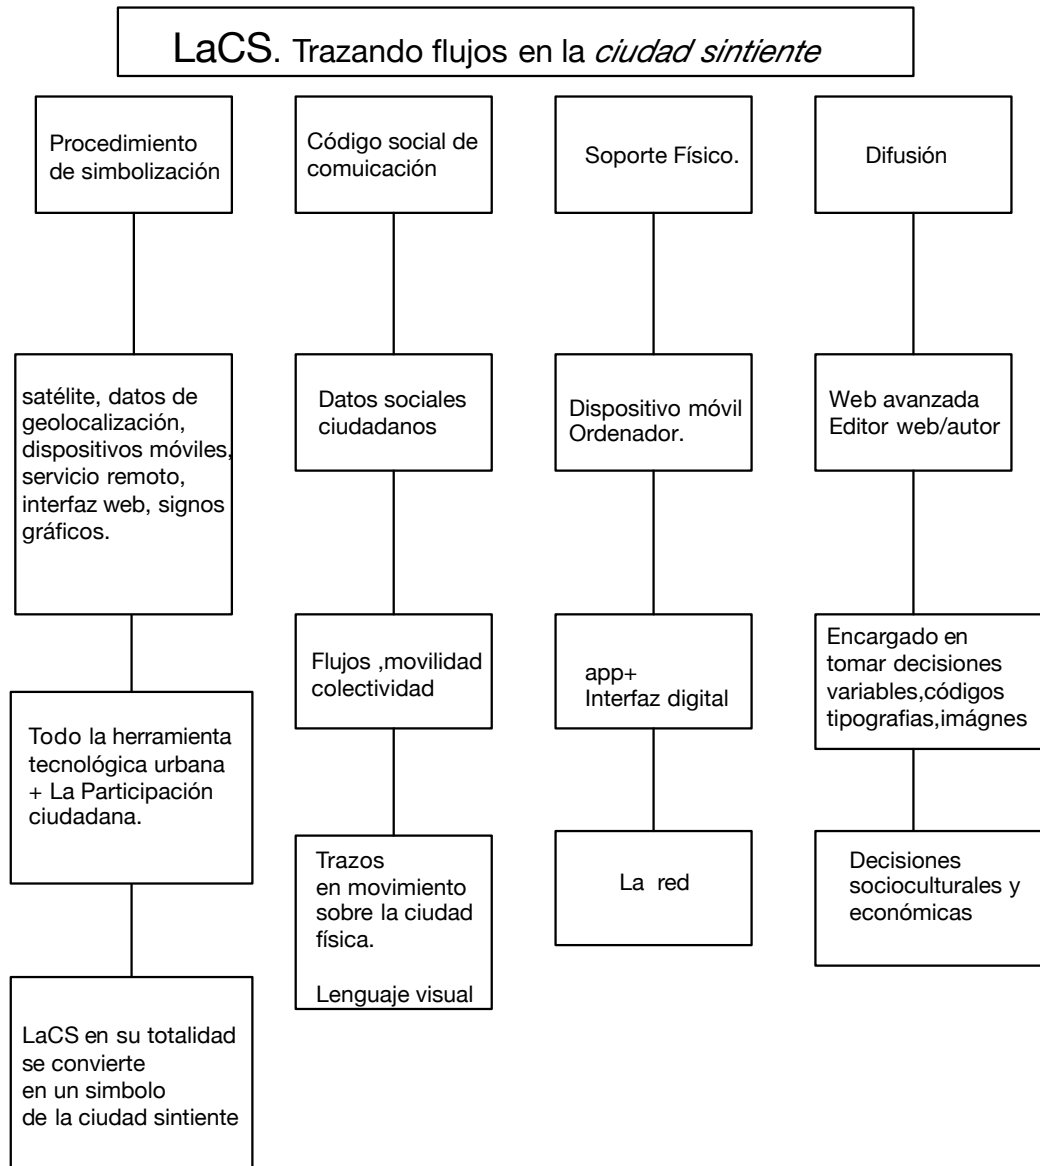 LaCS. Trazando flujos en la ciudad sintiente
Procedimiento
de simbolización
satélite, datos de
geolocalización,
dispositivos móviles,
servicio remoto,
interfaz web, signos
gráficos.
Todo la herramienta
tecnológica urbana
+ La Participación
ciudadana.
LaCS en su totalidad
se convierte
en un simbolo
de la ciudad sintiente
Código social de
comuicación
Datos sociales
ciudadanos
Flujos ,movilidad
colectividad
Trazos
en movimiento
sobre la ciudad
física.
Lenguaje visual
Soporte Físico.
Dispositivo móvil
Ordenador.
app+
Interfaz digital
La red
Difusión
Web avanzada
Editor web/autor
Encargado en
tomar decisiones
variables,códigos
tipografias,imágnes
Decisiones
socioculturales y
económicas